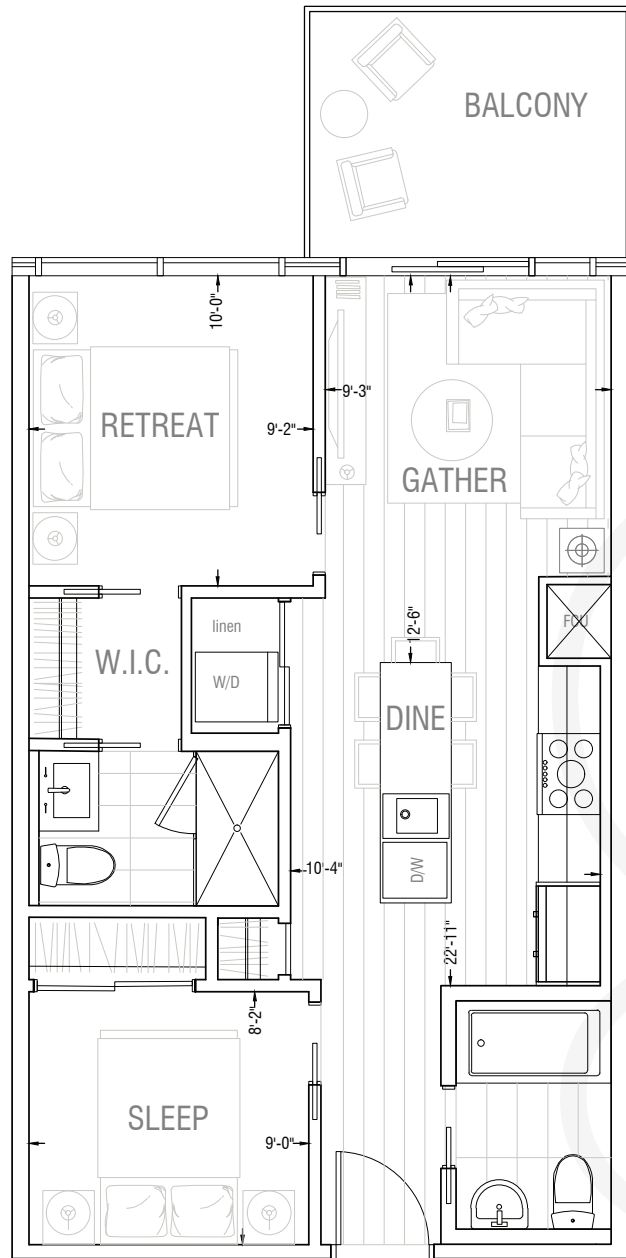 BALCONY
10'-0"
9'-3"
RETREAT
9'-2"
GATHER
linen
12'-6"
FCU
W.I.C.
W/D
DINE
D/W
10'-4"
22'-11"
8'-2"
SLEEP
9'-0"